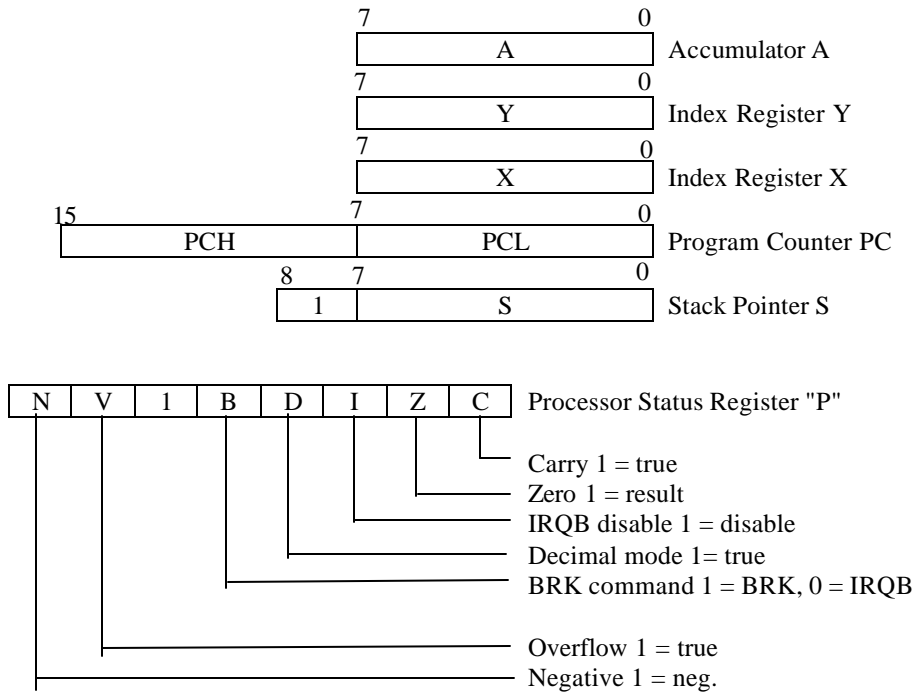 7 0
A Accumulator A
7 0
Y Index Register Y
7 0
X Index Register X
15 7 0
PCH PCL Program Counter PC
8 7 0
1 S Stack Pointer S
N V 1 B D I Z C Processor Status Register "P"
Carry 1 = true
Zero 1 = result
IRQB disable 1 = disable
Decimal mode 1= true
BRK command 1 = BRK, 0 = IRQB
Overflow 1 = true
Negative 1 = neg.